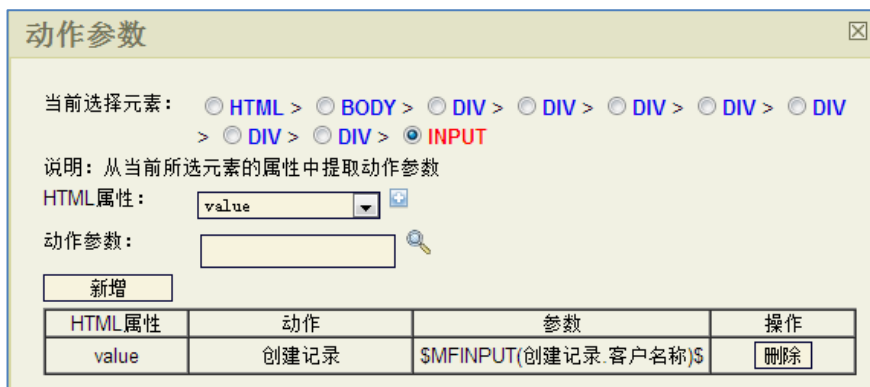 动作参数
当前选择元素： HTML > BODY > DIV > DIV > DIV > DIV > DIV
> DIV > DIV > INPUT
说明：从当前所选元素的属性中提取动作参数
HTML属性： value
动作参数：
新增
HTML属性 动作 参数 操作
value 创建记录 $MFINPUT(创建记录.客户名称)$ 删除